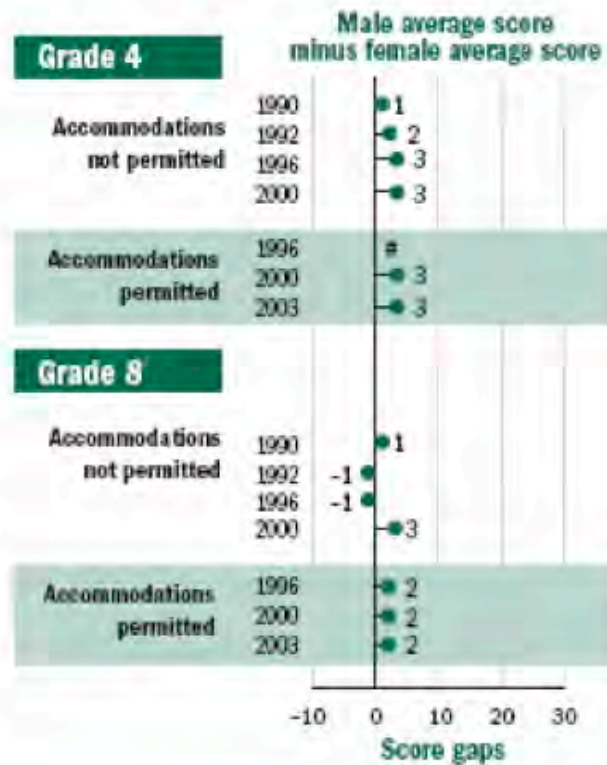 Male average score
minus female average score
Grade 4
Accommodations
not permitted
1990 1
1992 2
1996 3
2000 3
Accommodations
permitted
1996 #
2000 3
2003 3
Grade 8
Accommodations
not permitted
1990 1
1992 -1
1996 -1
2000 3
Accommodations
permitted
1996 2
2000 2
2003 2
-10 0 10 20 30
Score gaps